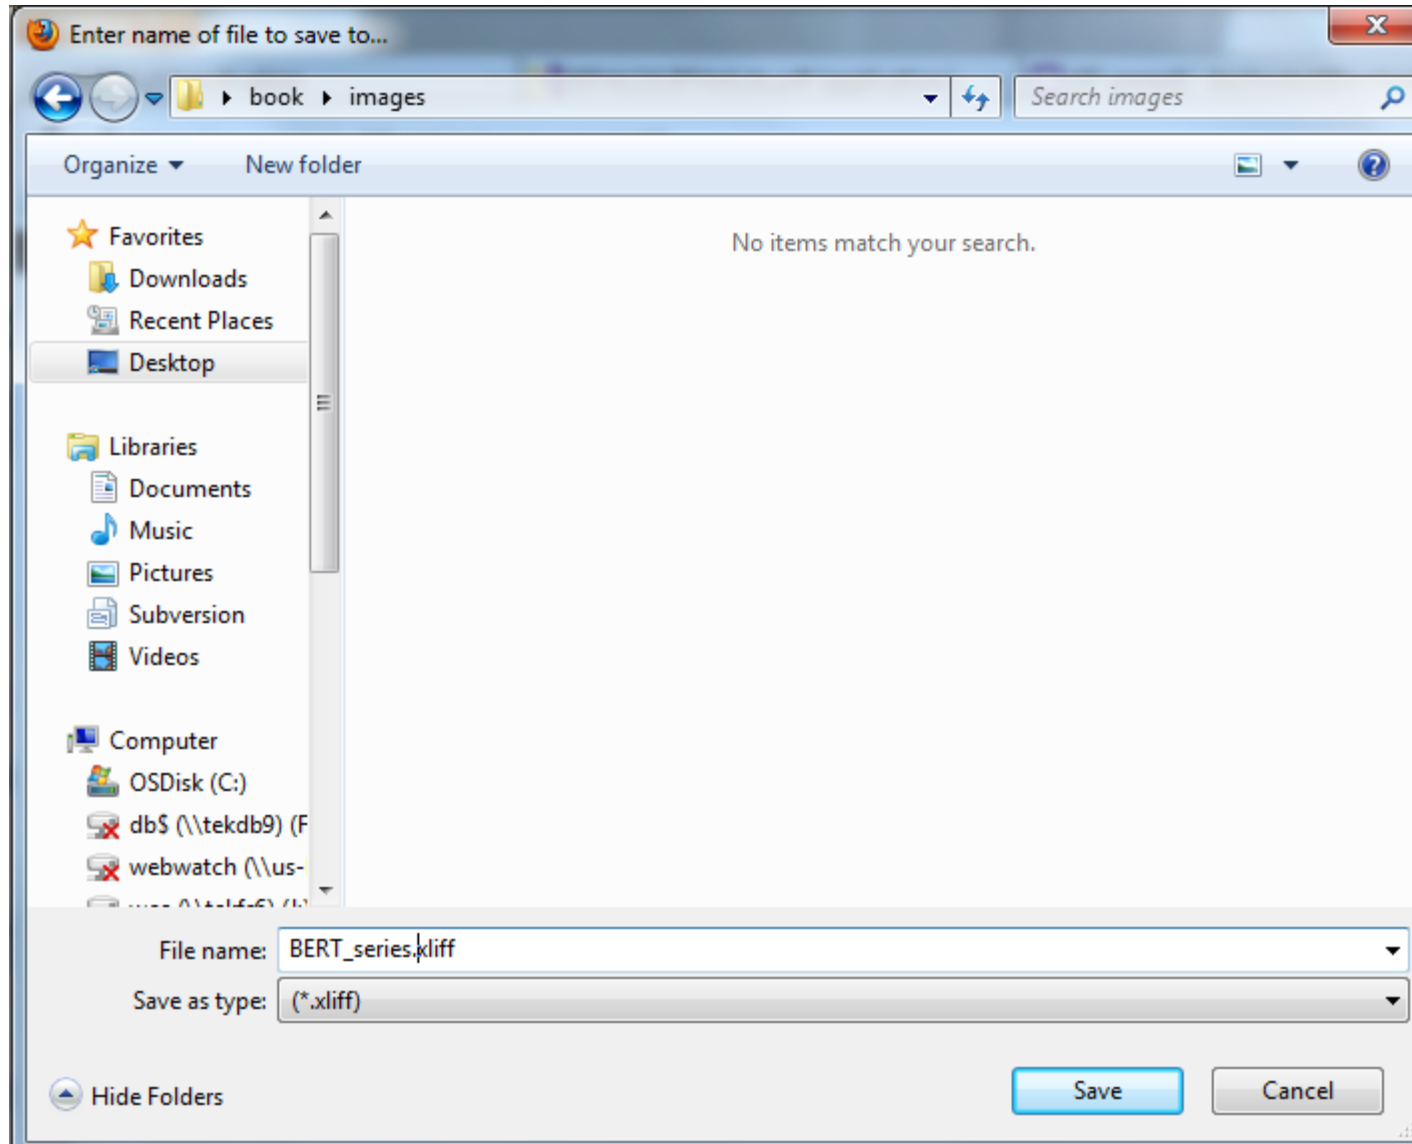 Enter name of file to save to...
book images
Search images
Organize New folder
Favorites
Downloads
Recent Places
Desktop
Libraries
Documents
Music
Pictures
Subversion
Videos
Computer
OSDisk (C:)
db$ (\\tekdb9) (F
webwatch (\\us-
No items match your search.
File name: BERT_series.xliff
Save as type: (*.xliff)
Hide Folders
Save Cancel